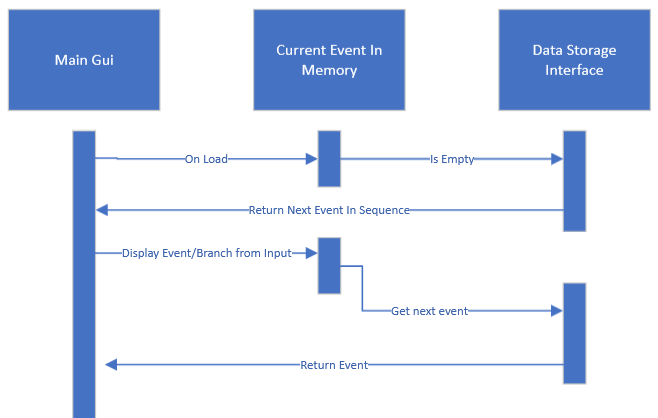 Main Gui
Current Event In
Memory
Data Storage
Interface
On Load
Is Empty
Return Next Event In Sequence
Display Event/Branch from Input
Get next event
Return Event